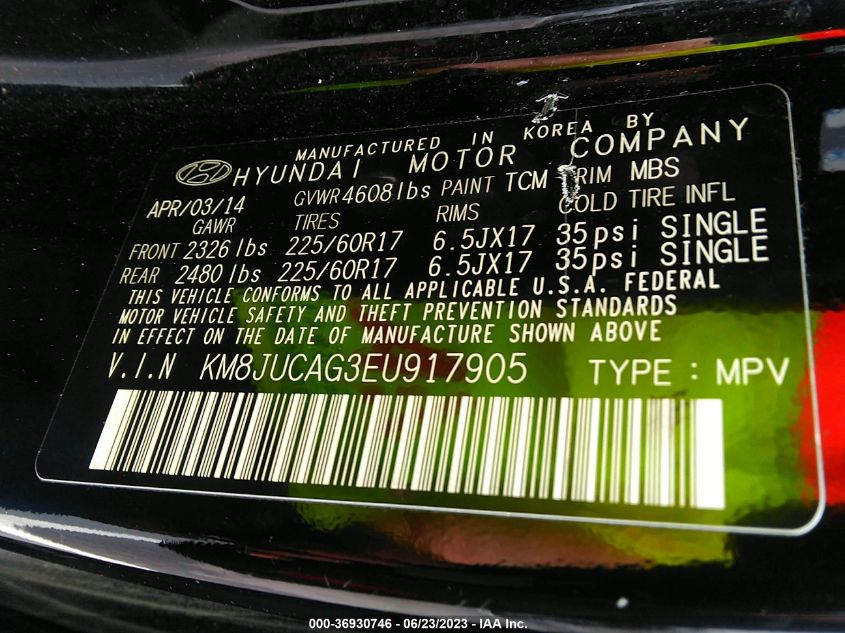 MANUFACTURED IN KOREA BY
HYUNDAI MOTOR COMPANY
APR/03/14 GVWR 4608 lbs PAINT TCM TRIM MBS
GAWR TIRES RIMS COLD TIRE INFL
FRONT 2326 lbs 225/60R17 6.5JX17 35psi SINGLE
REAR 2480 lbs 225/60R17 6.5JX17 35psi SINGLE
THIS VEHICLE CONFORMS TO ALL APPLICABLE U.S.A. FEDERAL
MOTOR VEHICLE SAFETY AND THEFT PREVENTION STANDARDS
IN EFFECT ON THE DATE OF MANUFACTURE SHOWN ABOVE
V.I.N KM8JUCAG3EU917905 TYPE : MPV
000-36930746 - 06/23/2023 - IAA Inc.